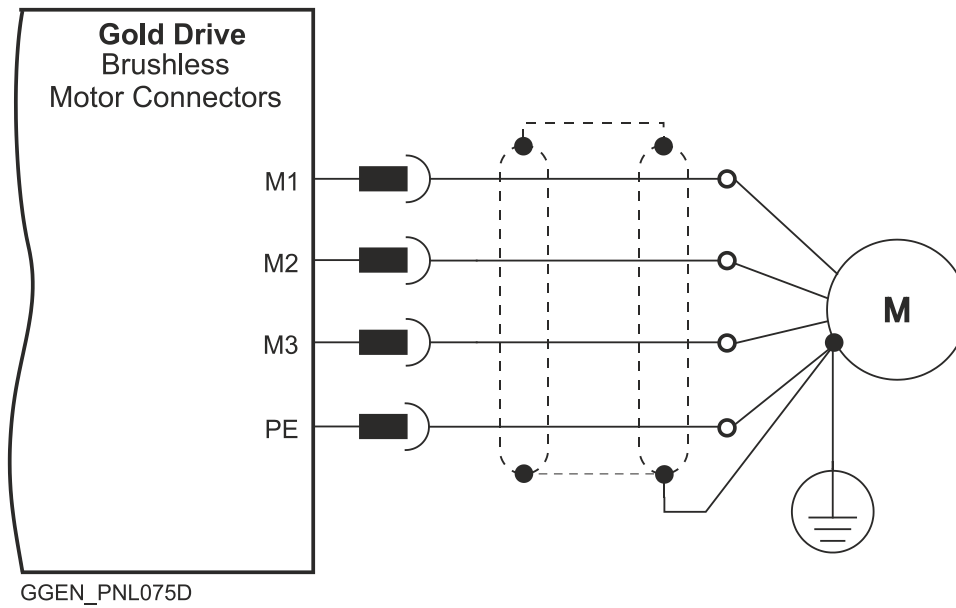 Gold Drive
Brushless
Motor Connectors
M1
M2
M3
PE
M
GGEN_PNL075D